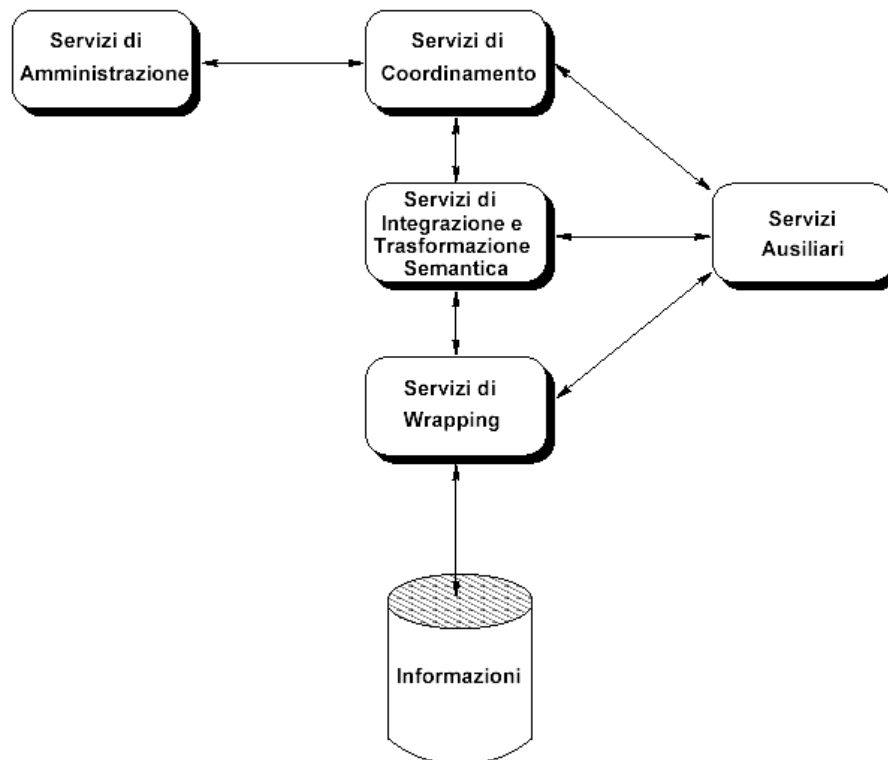 Servizi di
Amministrazione
Servizi di
Coordinamento
Servizi di
Integrazione e
Trasformazione
Semantica
Servizi
Ausiliari
Servizi di
Wrapping
Informazioni